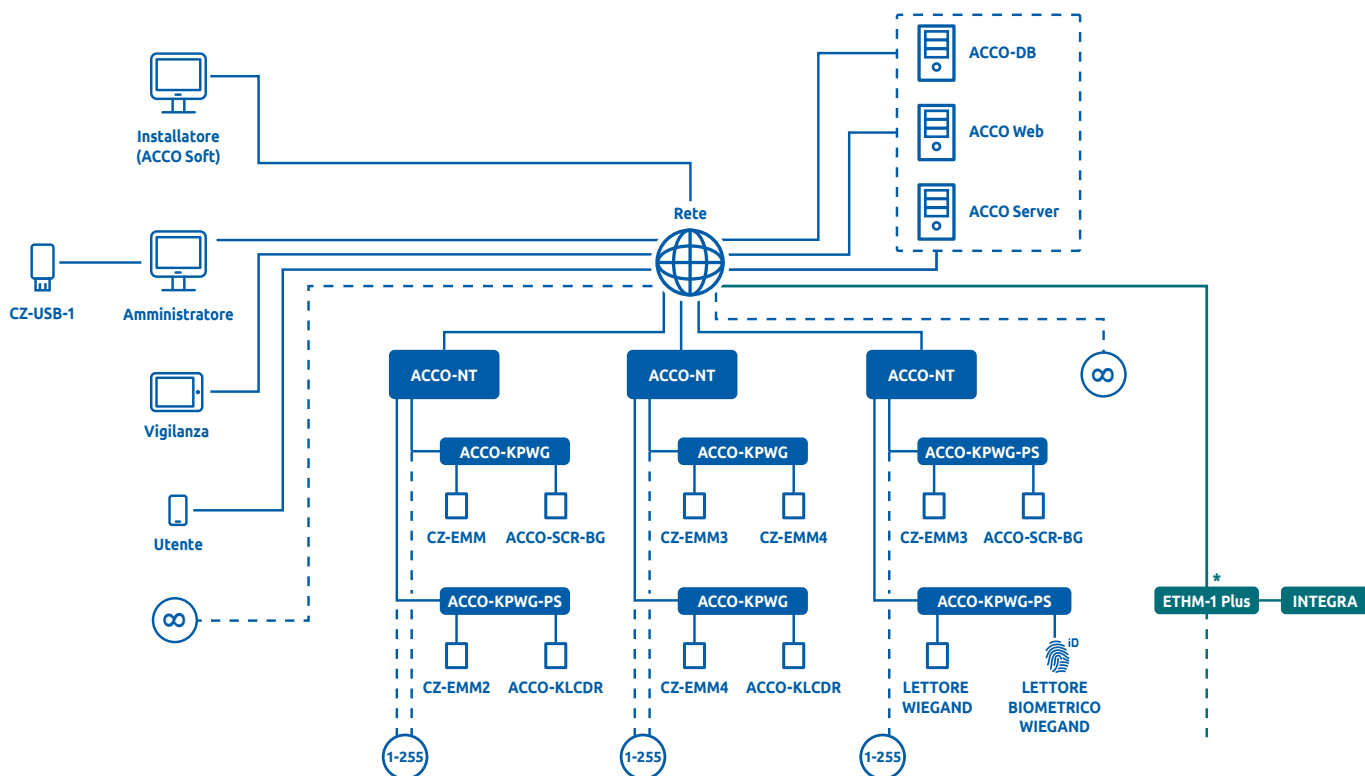 ACCO-DB
Installatore
(ACCO Soft)
ACCO Web
Rete
ACCO Server
CZ-USB-1
Amministratore
ACCO-NT
ACCO-NT
ACCO-NT
∞
Vigilanza
ACCO-KPWG
ACCO-KPWG
ACCO-KPWG-PS
CZ-EMM
ACCO-SCR-BG
CZ-EMM3
CZ-EMM4
CZ-EMM3
ACCO-SCR-BG
Utente
*
∞
ACCO-KPWG-PS
ACCO-KPWG
ACCO-KPWG-PS
ETHM-1 Plus
INTEGRA
iD
CZ-EMM2
ACCO-KLCDR
CZ-EMM4
ACCO-KLCDR
LETTORE
WIEGAND
LETTORE
BIOMETRICO
WIEGAND
1-255
1-255
1-255